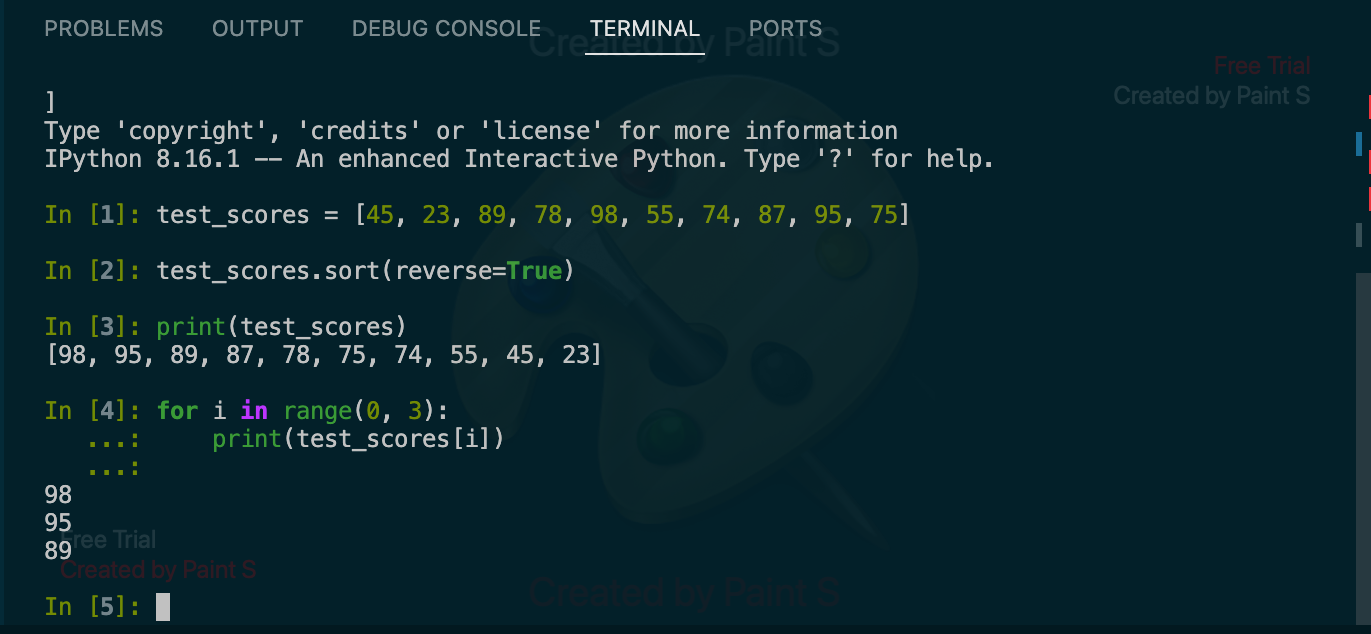 PROBLEMS OUTPUT DEBUG CONSOLE TERMINAL PORTS
Created by Paint S
Free Trial
Created by Paint S
]
Type 'copyright', 'credits' or 'license' for more information
IPython 8.16.1 -- An enhanced Interactive Python. Type '?' for help.
In [1]: test_scores = [45, 23, 89, 78, 98, 55, 74, 87, 95, 75]
In [2]: test_scores.sort(reverse=True)
In [3]: print(test_scores)
[98, 95, 89, 87, 78, 75, 74, 55, 45, 23]
In [4]: for i in range(0, 3):
   ...:     print(test_scores[i])
   ...:
98
95
89
Free Trial
Created by Paint S
Created by Paint S
In [5]: